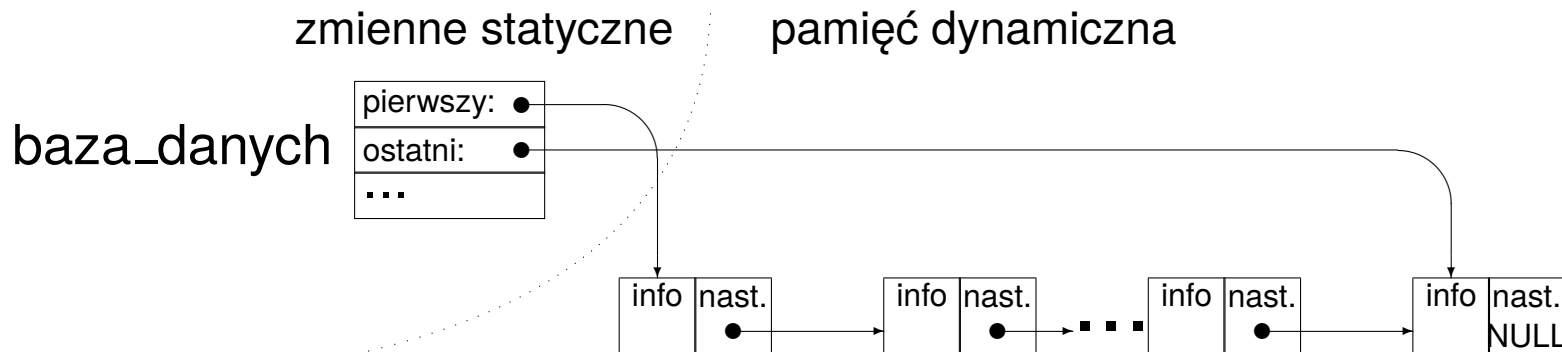 zmienne statyczne pamięć dynamiczna
pierwszy:
baza_danych
ostatni:
...
info nast. info nast. info nast. info nast.
... NULL